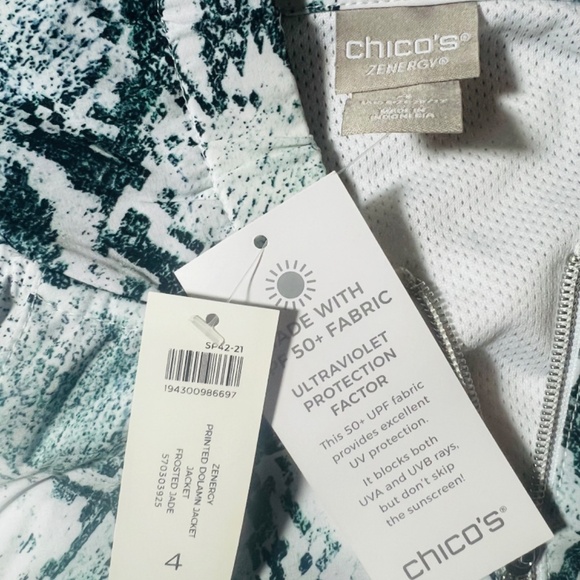 chico's®
ZENERGY®
MADE IN
INDONESIA
MADE WITH
50+ FABRIC
ULTRAVIOLET
PROTECTION
FACTOR
This 50+ UPF fabric
provides excellent
UV protection.
It blocks both
UVA and UVB rays,
but don't skip
the sunscreen!
chico's®
SP42-21
194300986697
ZENERGY
PRINTED DOLAMN JACKET
JACKET
FROSTED JADE
570303925
4